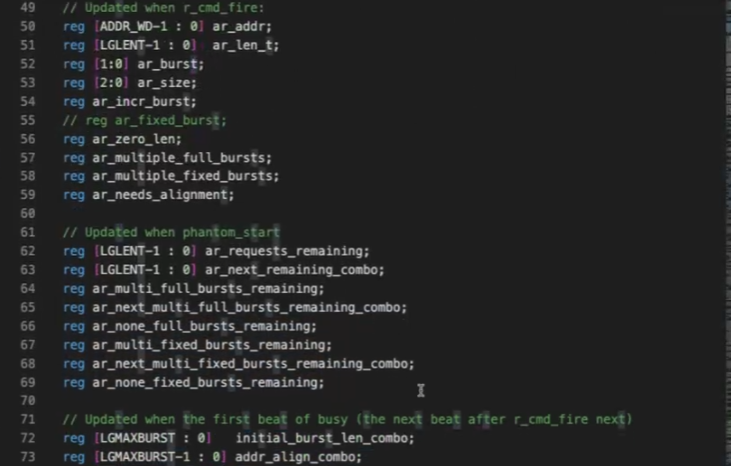 49 // Updated when r_cmd_fire:
50 reg [ADDR_WD-1 : 0] ar_addr;
51 reg [LGLENT-1 : 0]  ar_len_t;
52 reg [1:0] ar_burst;
53 reg [2:0] ar_size;
54 reg ar_incr_burst;
55 // reg ar_fixed_burst;
56 reg ar_zero_len;
57 reg ar_multiple_full_bursts;
58 reg ar_multiple_fixed_bursts;
59 reg ar_needs_alignment;
60
61 // Updated when phantom_start
62 reg [LGLENT-1 : 0] ar_requests_remaining;
63 reg [LGLENT-1 : 0] ar_next_remaining_combo;
64 reg ar_multi_full_bursts_remaining;
65 reg ar_next_multi_full_bursts_remaining_combo;
66 reg ar_none_full_bursts_remaining;
67 reg ar_multi_fixed_bursts_remaining;
68 reg ar_next_multi_fixed_bursts_remaining_combo;
69 reg ar_none_fixed_bursts_remaining;
70
71 // Updated when the first beat of busy (the next beat after r_cmd_fire next)
72 reg [LGMAXBURST : 0]   initial_burst_len_combo;
73 reg [LGMAXBURST-1 : 0] addr_align_combo;